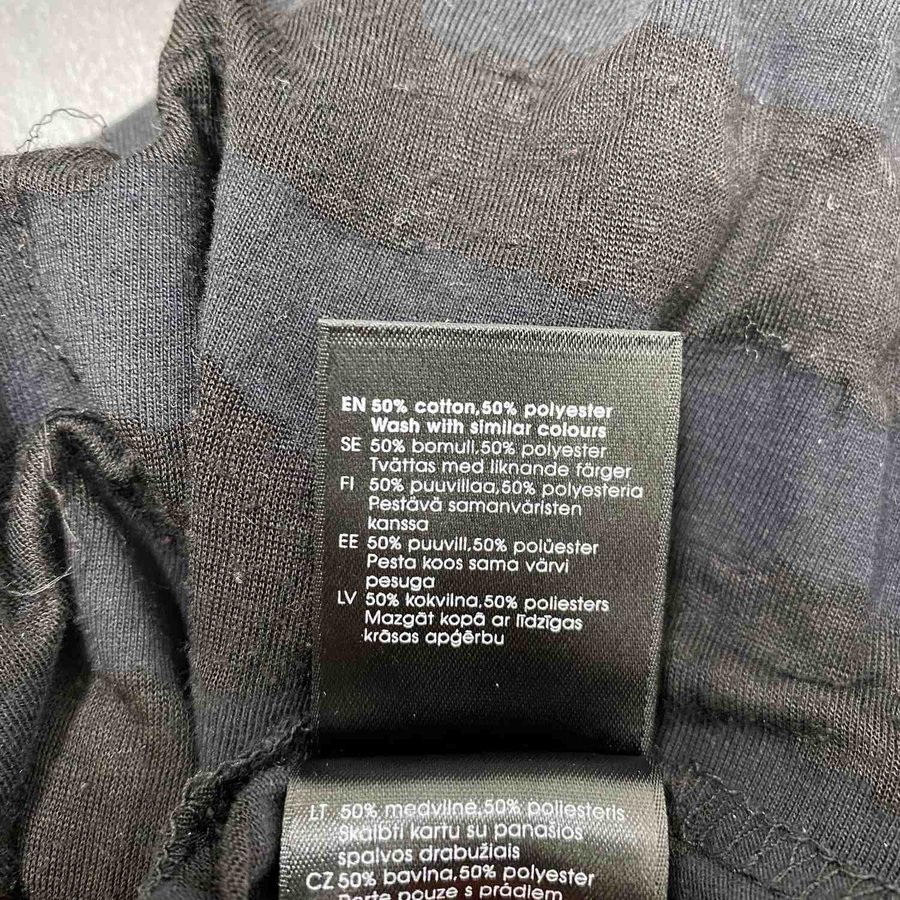 EN 50% cotton,50% polyester
Wash with similar colours
SE 50% bomull,50% polyester
Tvättas med liknande färger
FI 50% puuvillaa,50% polyesteria
Pestävä samanväristen
kanssa
EE 50% puuvill,50% polüester
Pesta koos sama värvi
pesuga
LV 50% kokvilna,50% poliesters
Mazgāt kopā ar līdzīgas
krāsas apģērbu
LT 50% medvilnė,50% poliesteris
Skalbti kartu su panašios
spalvos drabužiais
CZ 50% bavlna,50% polyester
Perte pouze s prádlem